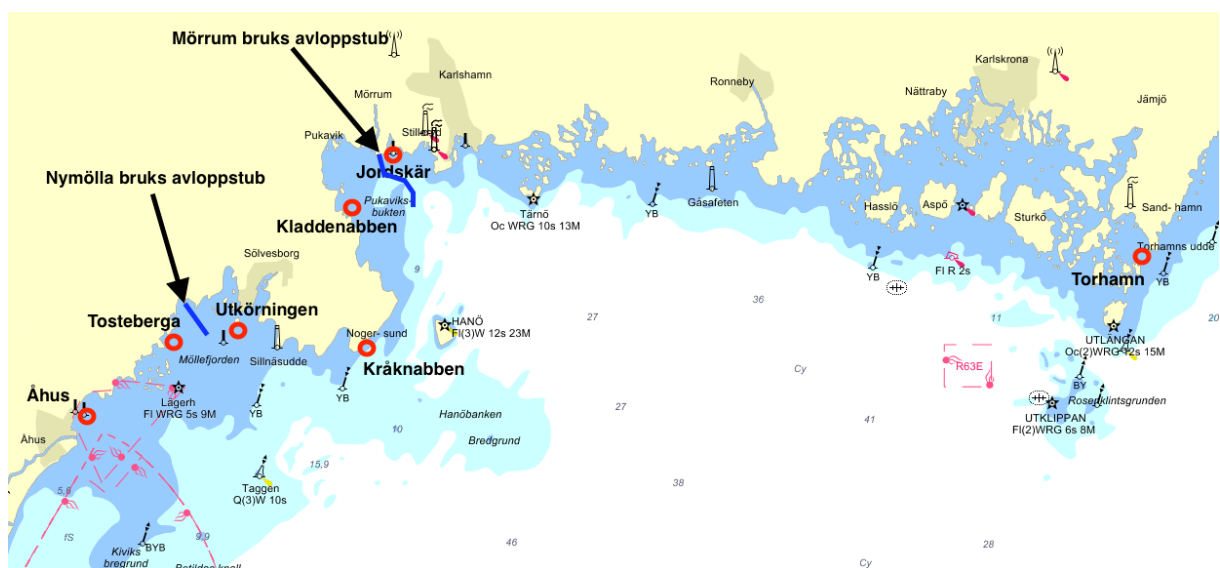 Mörrum bruks avloppstub
Karlshamn
Karlskrona
Ronneby
Nättraby
Jämjö
Mörrum
Pukavik
Jordskär
Nymölla bruks avloppstub
Pukaviks-
bukten
Kladdenabben
Tärnö
Oc WRG 10s 13M
YB
Gåsafeten
Hasslö
Aspö
Sturkö
Sand- hamn
Torhamns udde
YB
YB
Fl R 2s
Torhamn
Sölvesborg
9
36
27
11
20
Utkörningen
Tosteberga
HANÖ
Fl(3)W 12s 23M
Noger- sund
Möllefjorden
Sillnäsudde
Kråknabben
UTLÄNGAN
Oc(2)WRG 12s 15M
R63E
Cy
BY
Rosenklintsgrunden
Åhus
Lägerh
Fl WRG 5s 9M
YB
YB
Hanöbanken
27
41
UTKLIPPAN
Fl(2)WRG 6s 8M
Åhus
10
Bredgrund
15,9
Taggen
Q(3)W 10s
38
5,6
fS
9,9
Kiviks
bregrund
BYB
46
28
Cy